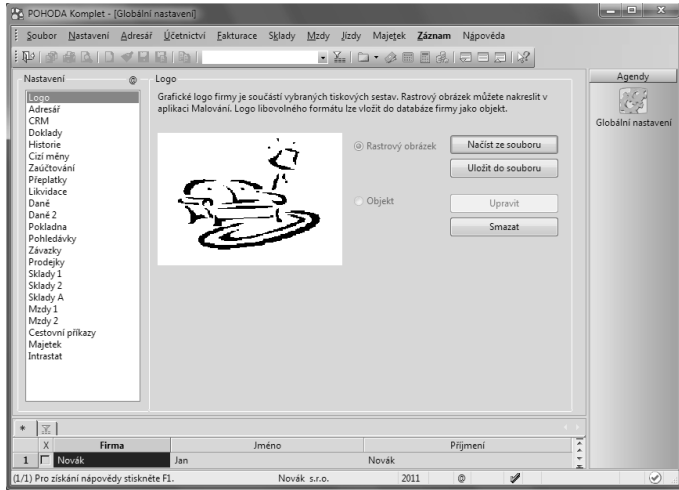 POHODA Komplet - [Globální nastavení]
Soubor Nastavení Adresář Účetnictví Fakturace Sklady Mzdy Jízdy Majetek Záznam Nápověda
Nastavení @
Logo
Adresář
CRM
Doklady
Historie
Cizí měny
Zaúčtování
Přeplatky
Likvidace
Daně
Daně 2
Pokladna
Pohledávky
Závazky
Prodejky
Sklady 1
Sklady 2
Sklady A
Mzdy 1
Mzdy 2
Cestovní příkazy
Majetek
Intrastat
Logo
Grafické logo firmy je součástí vybraných tiskových sestav. Rastrový obrázek můžete nakreslit v
aplikaci Malování. Logo libovolného formátu lze vložit do databáze firmy jako objekt.
Rastrový obrázek
Načíst ze souboru
Uložit do souboru
Objekt
Upravit
Smazat
Agendy
Globální nastavení
*
X Firma Jméno Příjmení
1 Novák Jan Novák
(1/1) Pro získání nápovědy stiskněte F1. Novák s.r.o. 2011 @